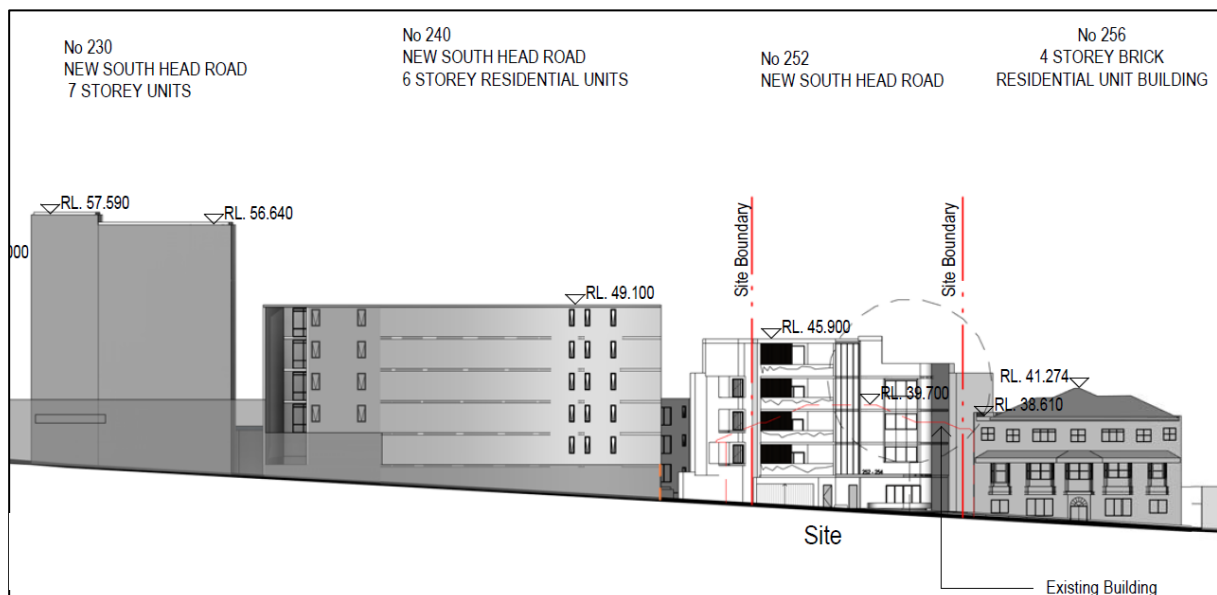 No 230
NEW SOUTH HEAD ROAD
7 STOREY UNITS
No 240
NEW SOUTH HEAD ROAD
6 STOREY RESIDENTIAL UNITS
No 252
NEW SOUTH HEAD ROAD
No 256
4 STOREY BRICK
RESIDENTIAL UNIT BUILDING
RL. 57.590
RL. 56.640
000
RL. 49.100
Site Boundary
RL. 45.900
Site Boundary
RL. 41.274
RL. 39.700
RL. 38.610
252 - 254
Site
Existing Building